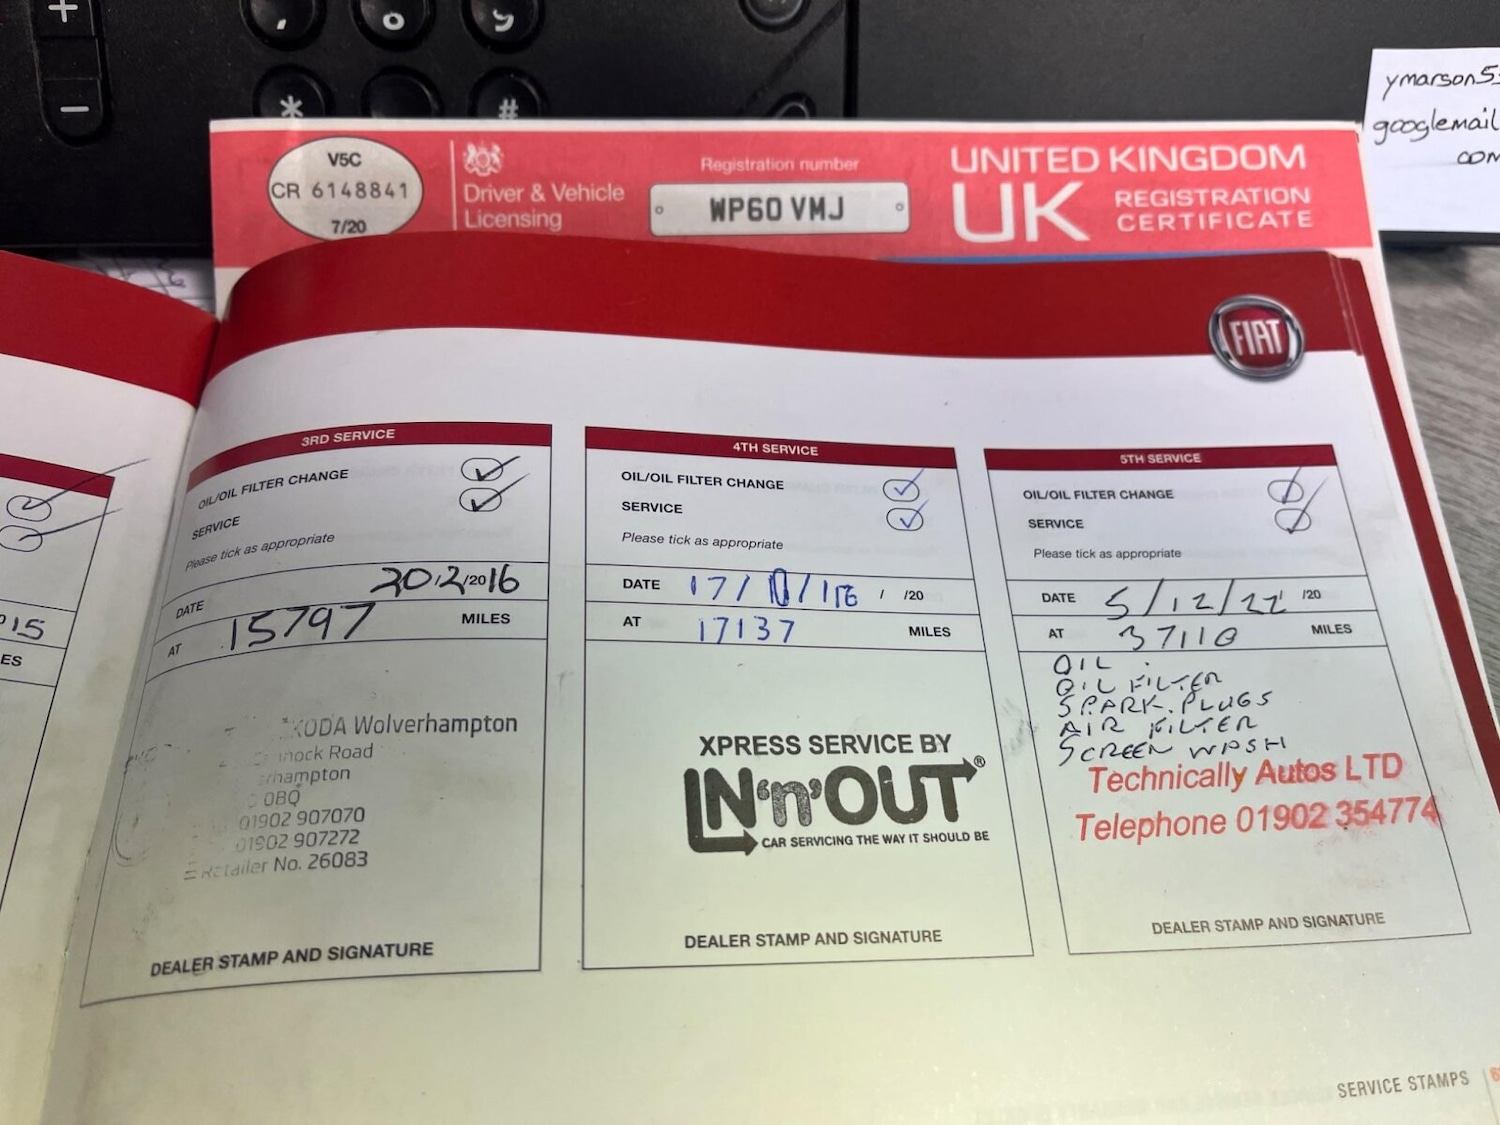 +
-
*
#
ymarson5
googlemail
com
V5C
CR 6148841
7/20
Driver & Vehicle
Licensing
Registration number
WP60 VMJ
UNITED KINGDOM
UK REGISTRATION
CERTIFICATE
FIAT
15
ES
3RD SERVICE
OIL/OIL FILTER CHANGE
SERVICE
Please tick as appropriate
DATE 20/2/2016
AT 15797 MILES
KODA Wolverhampton
nock Road
rhampton
0BQ
01902 907070
01902 907272
Retailer No. 26083
DEALER STAMP AND SIGNATURE
4TH SERVICE
OIL/OIL FILTER CHANGE
SERVICE
Please tick as appropriate
DATE 17/ / / /20
AT 17137 MILES
XPRESS SERVICE BY
IN'n'OUT®
CAR SERVICING THE WAY IT SHOULD BE
DEALER STAMP AND SIGNATURE
5TH SERVICE
OIL/OIL FILTER CHANGE
SERVICE
Please tick as appropriate
DATE 5/12/22 /20
AT 37110 MILES
OIL
OIL FILTER
SPARK PLUGS
AIR FILTER
SCREEN WASH
Technically Autos LTD
Telephone 01902 354774
DEALER STAMP AND SIGNATURE
SERVICE STAMPS